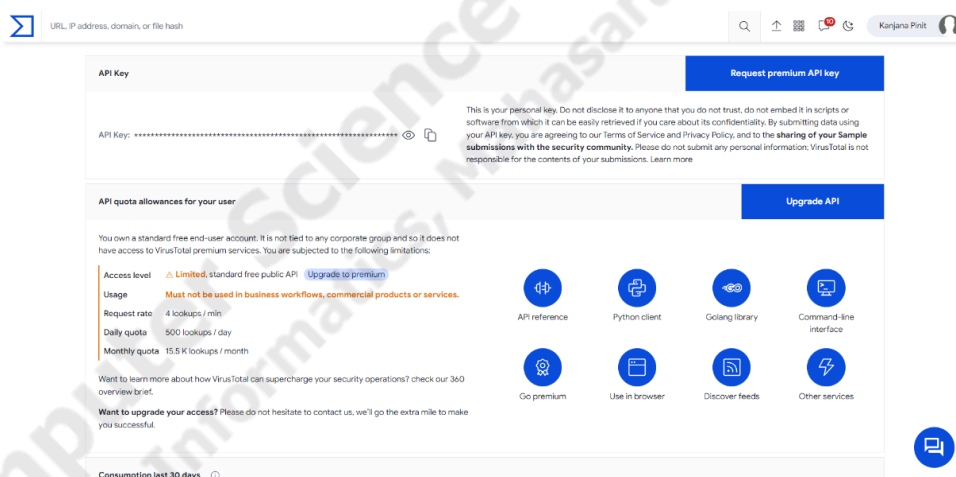 URL, IP address, domain, or file hash
10
Kanjana Pinit
API Key
Request premium API key
API Key: ****************************************************************
This is your personal key. Do not disclose it to anyone that you do not trust, do not embed it in scripts or
software from which it can be easily retrieved if you care about its confidentiality. By submitting data using
your API key, you are agreeing to our Terms of Service and Privacy Policy, and to the sharing of your Sample
submissions with the security community. Please do not submit any personal information; VirusTotal is not
responsible for the contents of your submissions. Learn more
API quota allowances for your user
Upgrade API
You own a standard free end-user account. It is not tied to any corporate group and so it does not
have access to VirusTotal premium services. You are subjected to the following limitations:
Access level Limited, standard free public API Upgrade to premium
Usage Must not be used in business workflows, commercial products or services.
Request rate 4 lookups / min
Daily quota 500 lookups / day
Monthly quota 15.5 K lookups / month
API reference
Python client
GO
Golang library
Command-line
interface
Go premium
Use in browser
Discover feeds
Other services
Want to learn more about how VirusTotal can supercharge your security operations? check our 360
overview brief.
Want to upgrade your access? Please do not hesitate to contact us, we'll go the extra mile to make
you successful.
Consumption last 30 days
mputer Science
Informatics, Mahasar